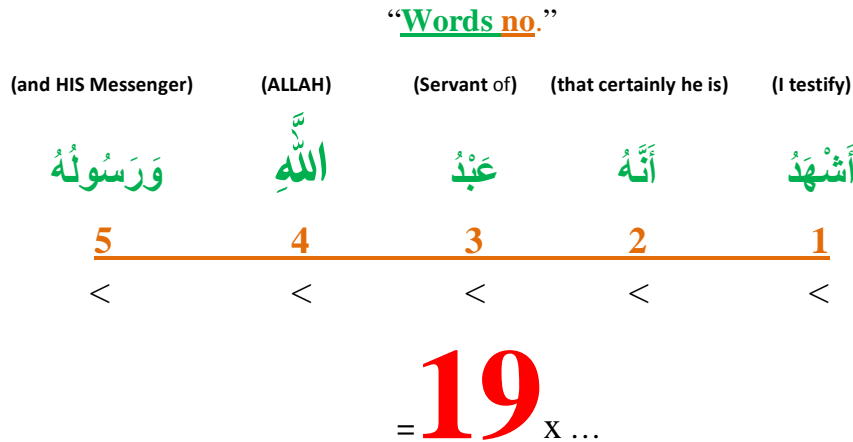 “Words no.”
(and HIS Messenger) (ALLAH) (Servant of) (that certainly he is) (I testify)
أَشْهَدُ أَنَّهُ عَبْدُ اللَّهِ وَرَسُولُهُ
5 4 3 2 1
< < < < <
=19 x …